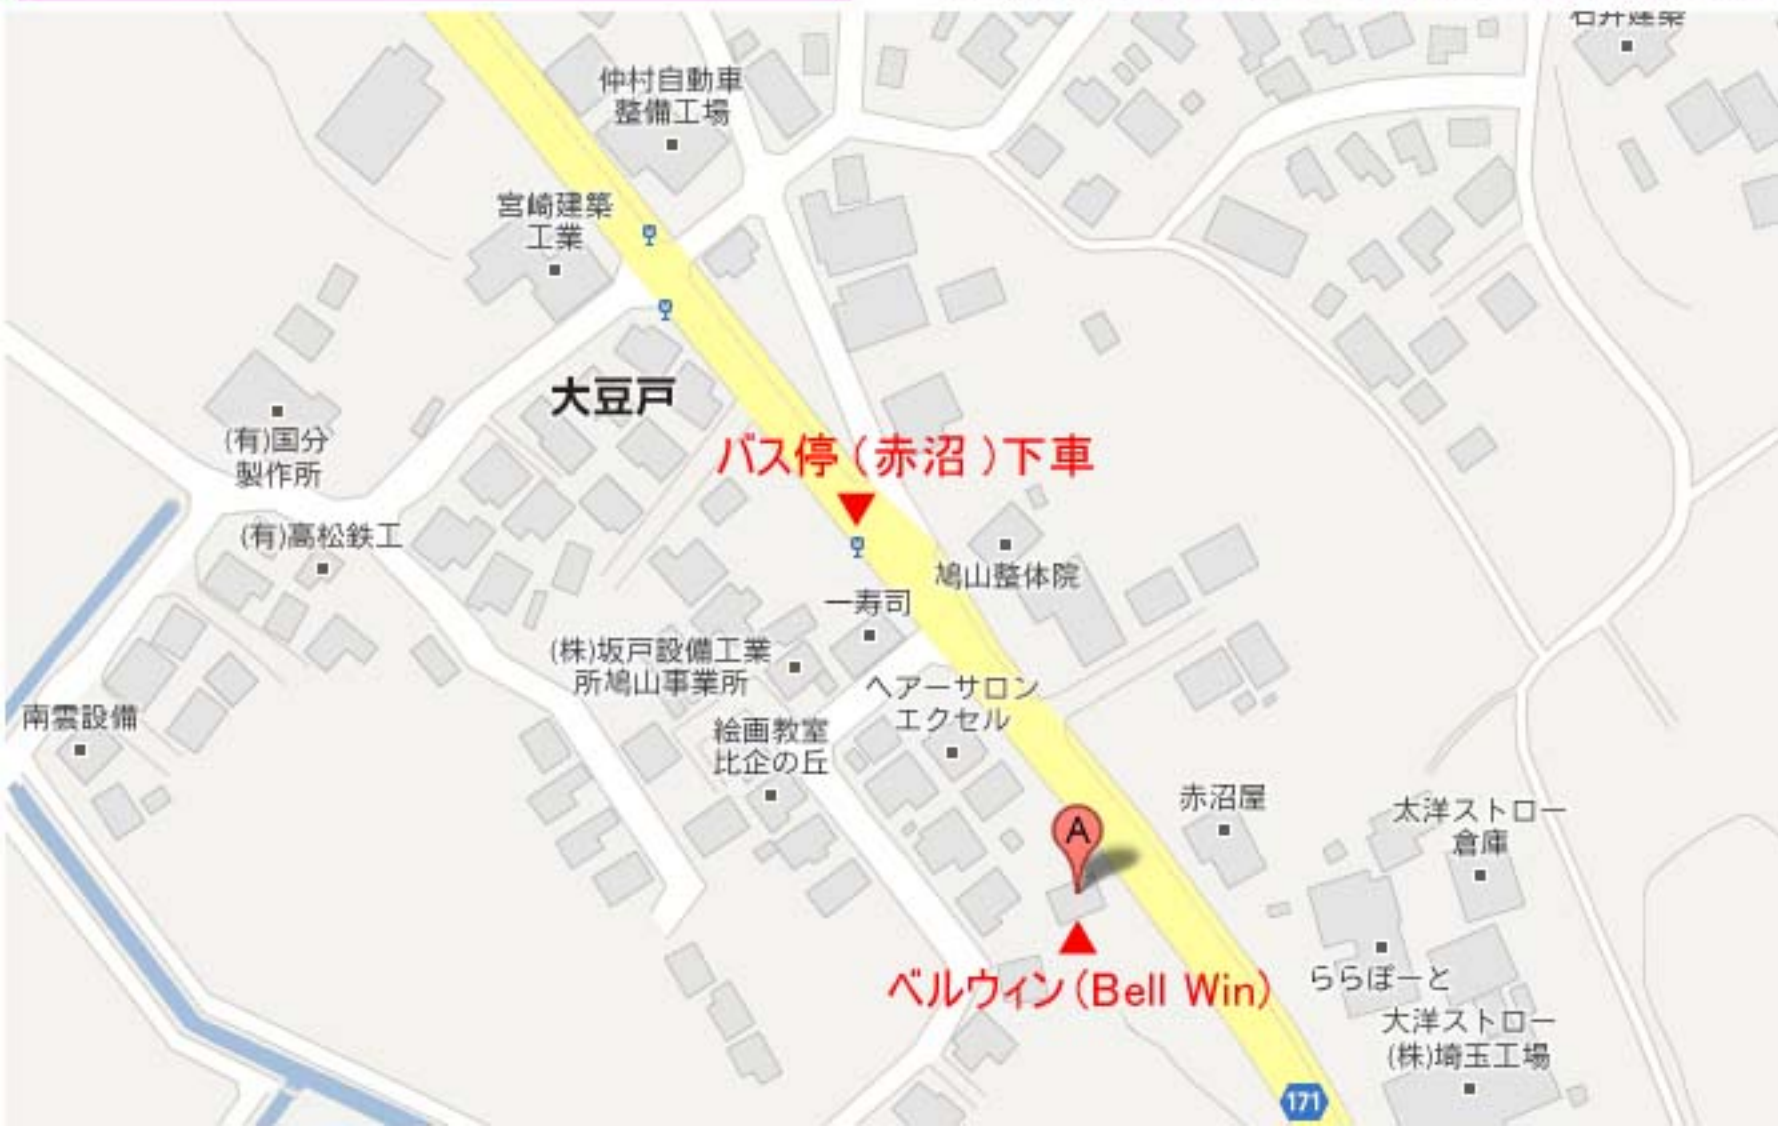 石井建築
仲村自動車
整備工場
宮崎建築
工業
大豆戸
(有)国分
製作所
バス停(赤沼)下車
(有)高松鉄工
鳩山整体院
一寿司
(株)坂戸設備工業
所鳩山事業所
ヘアーサロン
エクセル
南雲設備
絵画教室
比企の丘
赤沼屋
太洋ストロー
倉庫
A
ベルウィン(Bell Win)
ららぽーと
大洋ストロー
(株)埼玉工場
171